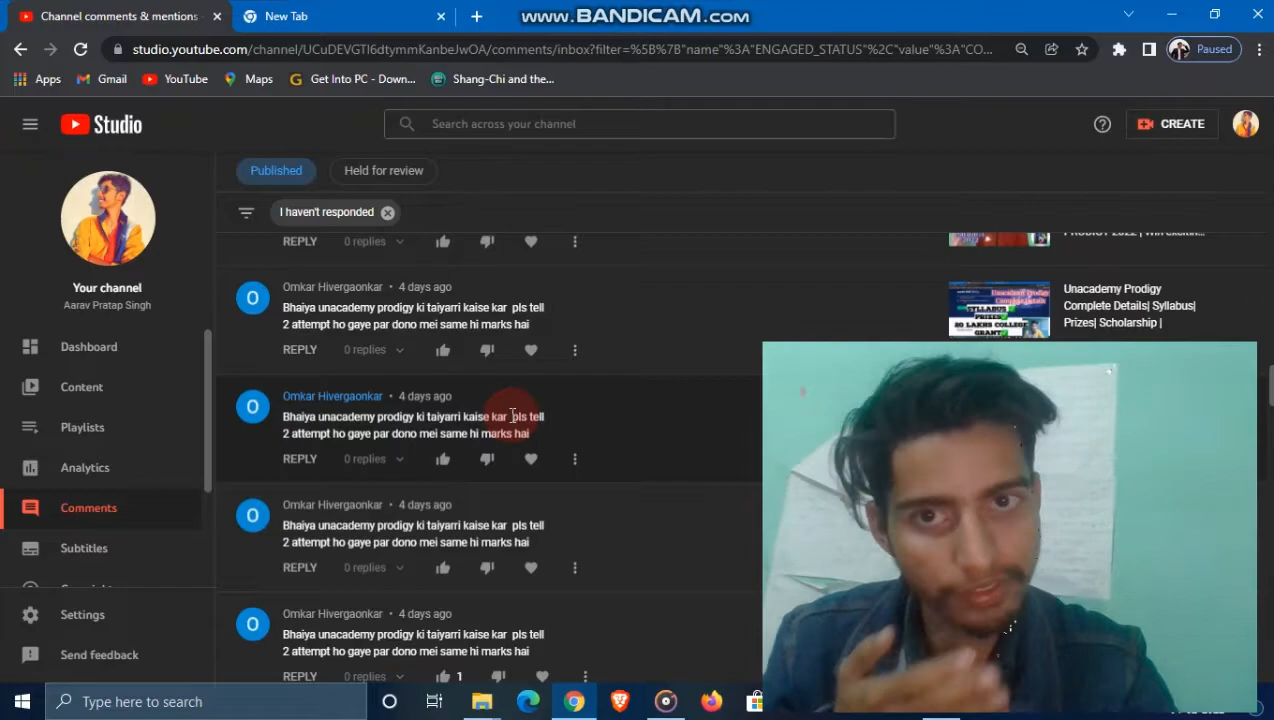 Channel comments & mentions
New Tab
www.BANDICAM.com
studio.youtube.com/channel/UCuDEVGTI6dtymmKanbeJwOA/comments/inbox?filter=%5B%7B"name"%3A"ENGAGED_STATUS"%2C"value"%3A"CO...
Paused
Apps
Gmail
YouTube
Maps
Get Into PC - Down...
Shang-Chi and the...
Studio
Search across your channel
CREATE
Published
Held for review
I haven't responded
Your channel
Aarav Pratap Singh
Dashboard
Content
Playlists
Analytics
Comments
Subtitles
Settings
Send feedback
REPLY 0 replies
Omkar Hivergaonkar • 4 days ago
Bhaiya unacademy prodigy ki taiyarri kaise kar pls tell
2 attempt ho gaye par dono mei same hi marks hai
REPLY 0 replies
Unacademy Prodigy
Complete Details| Syllabus|
Prizes| Scholarship |
Unacademy Prodigy
Complete Details
SYLLABUS
PRIZES
20 LAKHS COLLEGE
GRANT
Omkar Hivergaonkar • 4 days ago
Bhaiya unacademy prodigy ki taiyarri kaise kar pls tell
2 attempt ho gaye par dono mei same hi marks hai
REPLY 0 replies
Omkar Hivergaonkar • 4 days ago
Bhaiya unacademy prodigy ki taiyarri kaise kar pls tell
2 attempt ho gaye par dono mei same hi marks hai
REPLY 0 replies
Omkar Hivergaonkar • 4 days ago
Bhaiya unacademy prodigy ki taiyarri kaise kar pls tell
2 attempt ho gaye par dono mei same hi marks hai
REPLY 0 replies
1
Type here to search